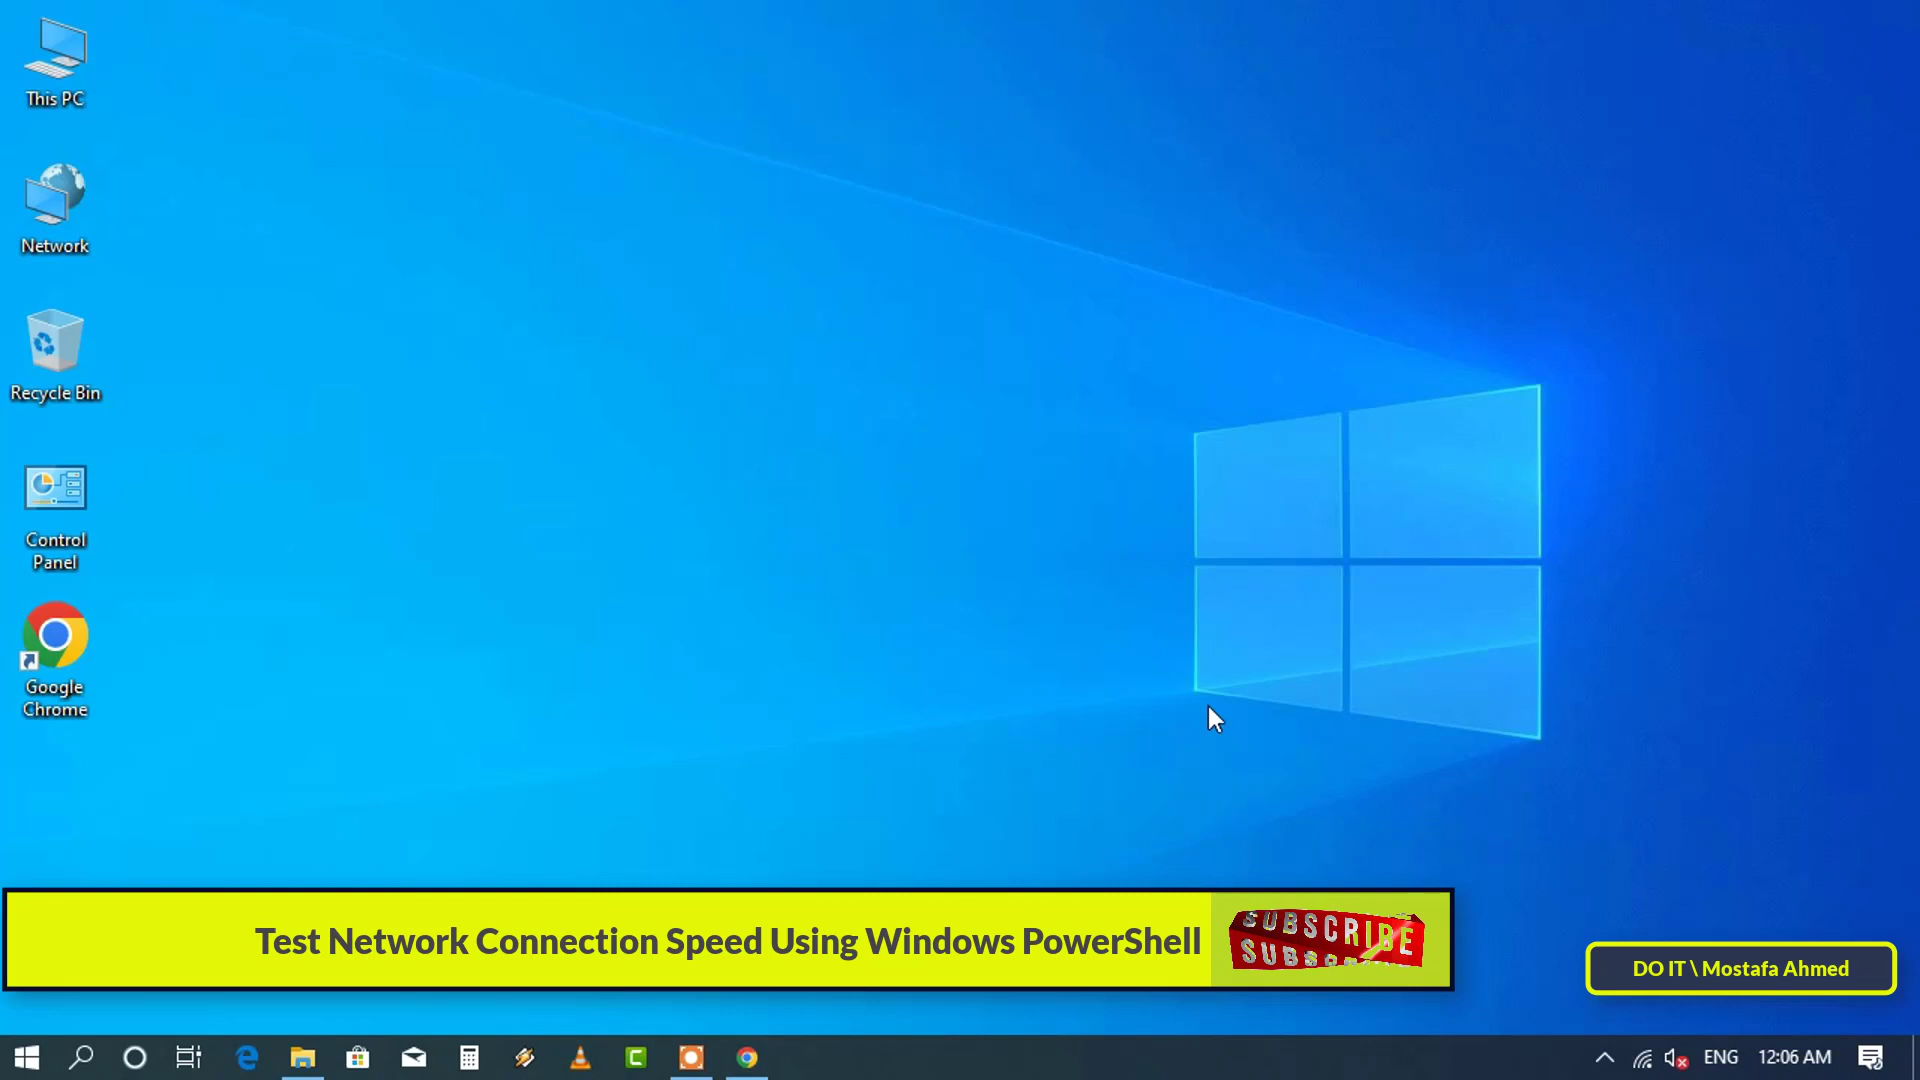 This PC
Network
Recycle Bin
Control
Panel
Google
Chrome
Test Network Connection Speed Using Windows PowerShell
SUBSCRIBE
DO IT \ Mostafa Ahmed
ENG
12:06 AM